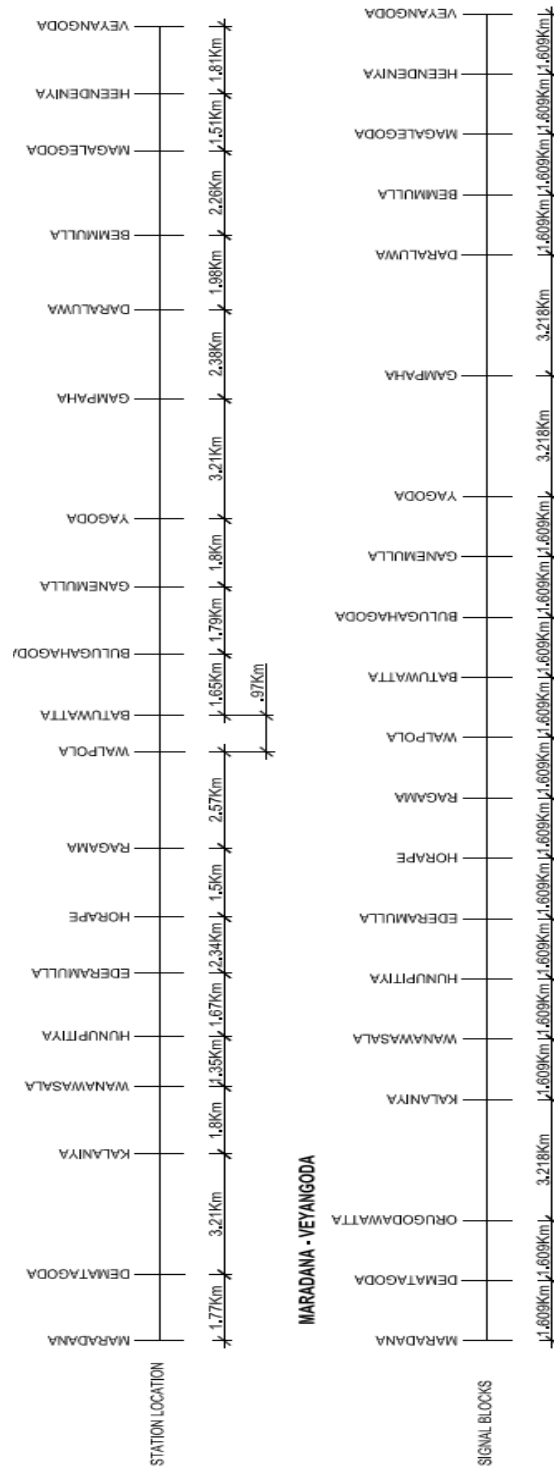 STATION LOCATION
MARADANA
DEMATAGODA
KALANIYA
WANAWASALA
HUNUPITIYA
EDERAMULLA
HORAPE
RAGAMA
WALPOLA
BATUWATTA
BULUGAHAGOD
GANEMULLA
YAGODA
GAMPAHA
DARALUWA
BEMMULLA
MAGALEGODA
HEENDENIYA
VEYANGODA
1.77Km
3.21Km
1.8Km
1.35Km
1.67Km
2.34Km
1.5Km
2.57Km
.97Km
1.65Km
1.79Km
1.8Km
3.21Km
2.38Km
1.98Km
2.26Km
1.51Km
1.81Km
MARADANA - VEYANGODA
SIGNAL BLOCKS
MARADANA
DEMATAGODA
ORUGODAWATTA
KALANIYA
WANAWASALA
HUNUPITIYA
EDERAMULLA
HORAPE
RAGAMA
WALPOLA
BATUWATTA
BULUGAHAGODA
GANEMULLA
YAGODA
GAMPAHA
DARALUWA
BEMMULLA
MAGALEGODA
HEENDENIYA
VEYANGODA
1.609Km
1.609Km
3.218Km
1.609Km
1.609Km
1.609Km
1.609Km
1.609Km
1.609Km
1.609Km
1.609Km
1.609Km
1.609Km
3.218Km
3.218Km
1.609Km
1.609Km
1.609Km
1.609Km